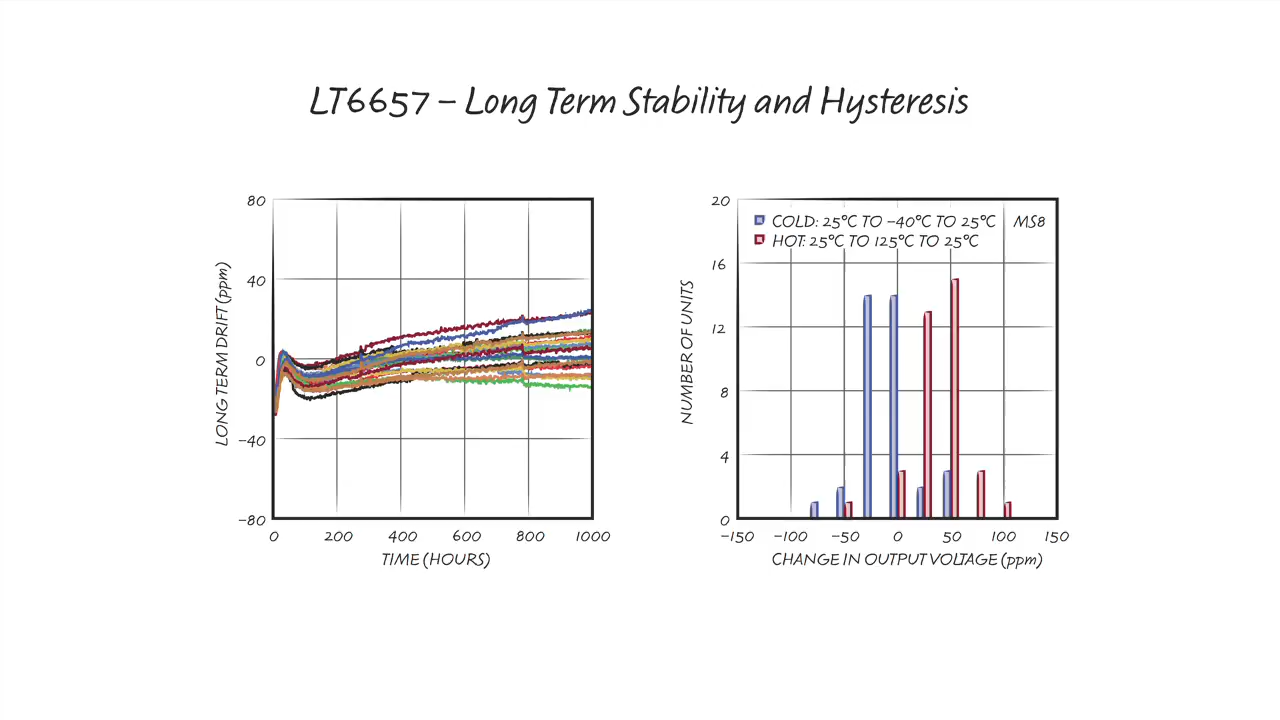 LT6657 – Long Term Stability and Hysteresis
80
40
0
−40
−80
LONG TERM DRIFT (ppm)
0 200 400 600 800 1000
TIME (HOURS)
20
16
12
8
4
0
NUMBER OF UNITS
COLD: 25°C TO −40°C TO 25°C MS8
HOT: 25°C TO 125°C TO 25°C
−150 −100 −50 0 50 100 150
CHANGE IN OUTPUT VOLTAGE (ppm)